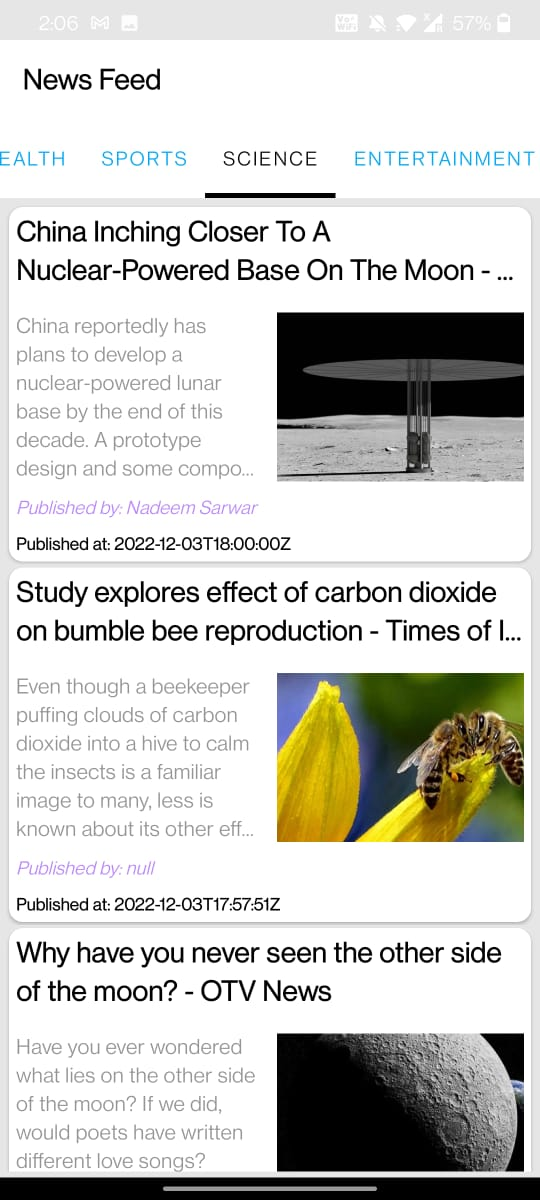 2:06
57%
News Feed
EALTH SPORTS SCIENCE ENTERTAINMENT
China Inching Closer To A
Nuclear-Powered Base On The Moon - ...
China reportedly has
plans to develop a
nuclear-powered lunar
base by the end of this
decade. A prototype
design and some compo...
Published by: Nadeem Sarwar
Published at: 2022-12-03T18:00:00Z
Study explores effect of carbon dioxide
on bumble bee reproduction - Times of I...
Even though a beekeeper
puffing clouds of carbon
dioxide into a hive to calm
the insects is a familiar
image to many, less is
known about its other eff...
Published by: null
Published at: 2022-12-03T17:57:51Z
Why have you never seen the other side
of the moon? - OTV News
Have you ever wondered
what lies on the other side
of the moon? If we did,
would poets have written
different love songs?